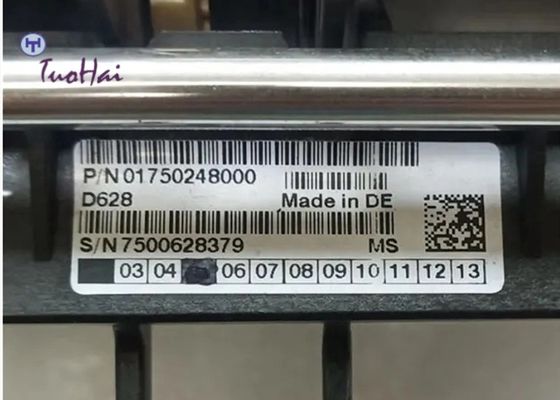 TuoHai
P/N 01750248000
D628 Made in DE
S/N 7500628379 MS
03 04 06 07 08 09 10 11 12 13